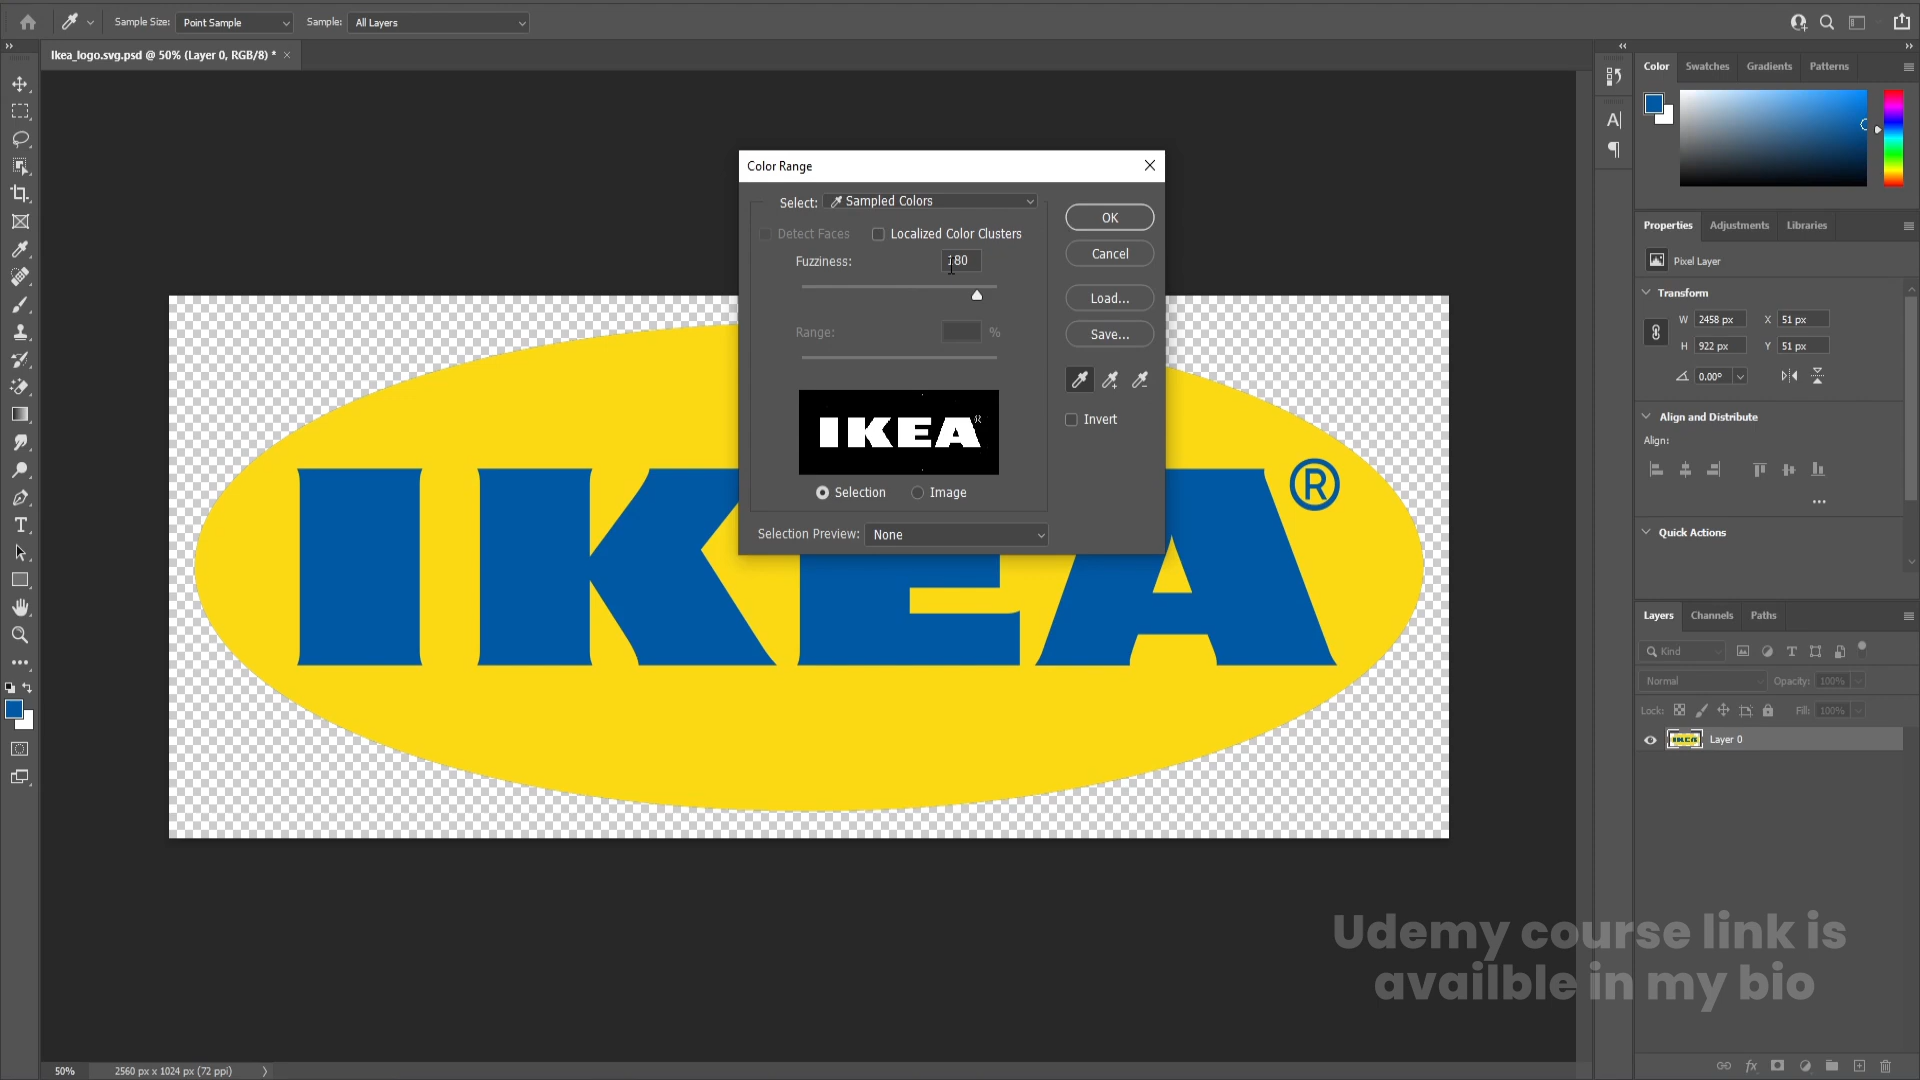 Sample Size: Point Sample Sample: All Layers
Ikea_logo.svg.psd @ 50% (Layer 0, RGB/8) *
Color Swatches Gradients Patterns
Color Range
Select: Sampled Colors
Detect Faces Localized Color Clusters
Fuzziness: 180
Range: %
OK
Cancel
Load...
Save...
Invert
IKEA
Selection Image
Selection Preview: None
IKEA®
Properties Adjustments Libraries
Pixel Layer
Transform
W 2458 px X 51 px
H 922 px Y 51 px
0.00°
Align and Distribute
Align:
Quick Actions
Layers Channels Paths
Kind
Normal Opacity: 100%
Lock: Fill: 100%
Layer 0
Udemy course link is
availble in my bio
50% 2560 px x 1024 px (72 ppi)